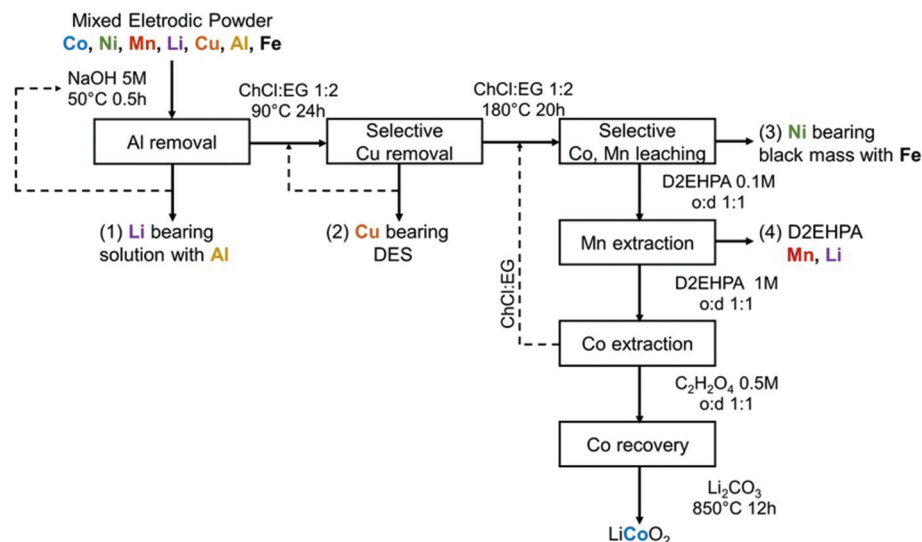 Mixed Eletrodic Powder
Co, Ni, Mn, Li, Cu, Al, Fe
NaOH 5M
50°C 0.5h
ChCl:EG 1:2
90°C 24h
ChCl:EG 1:2
180°C 20h
Al removal
Selective
Cu removal
Selective
Co, Mn leaching
(3) Ni bearing
black mass with Fe
(1) Li bearing
solution with Al
(2) Cu bearing
DES
D2EHPA 0.1M
o:d 1:1
Mn extraction
(4) D2EHPA
Mn, Li
ChCl:EG
D2EHPA 1M
o:d 1:1
Co extraction
C₂H₂O₄ 0.5M
o:d 1:1
Co recovery
Li₂CO₃
850°C 12h
LiCoO₂